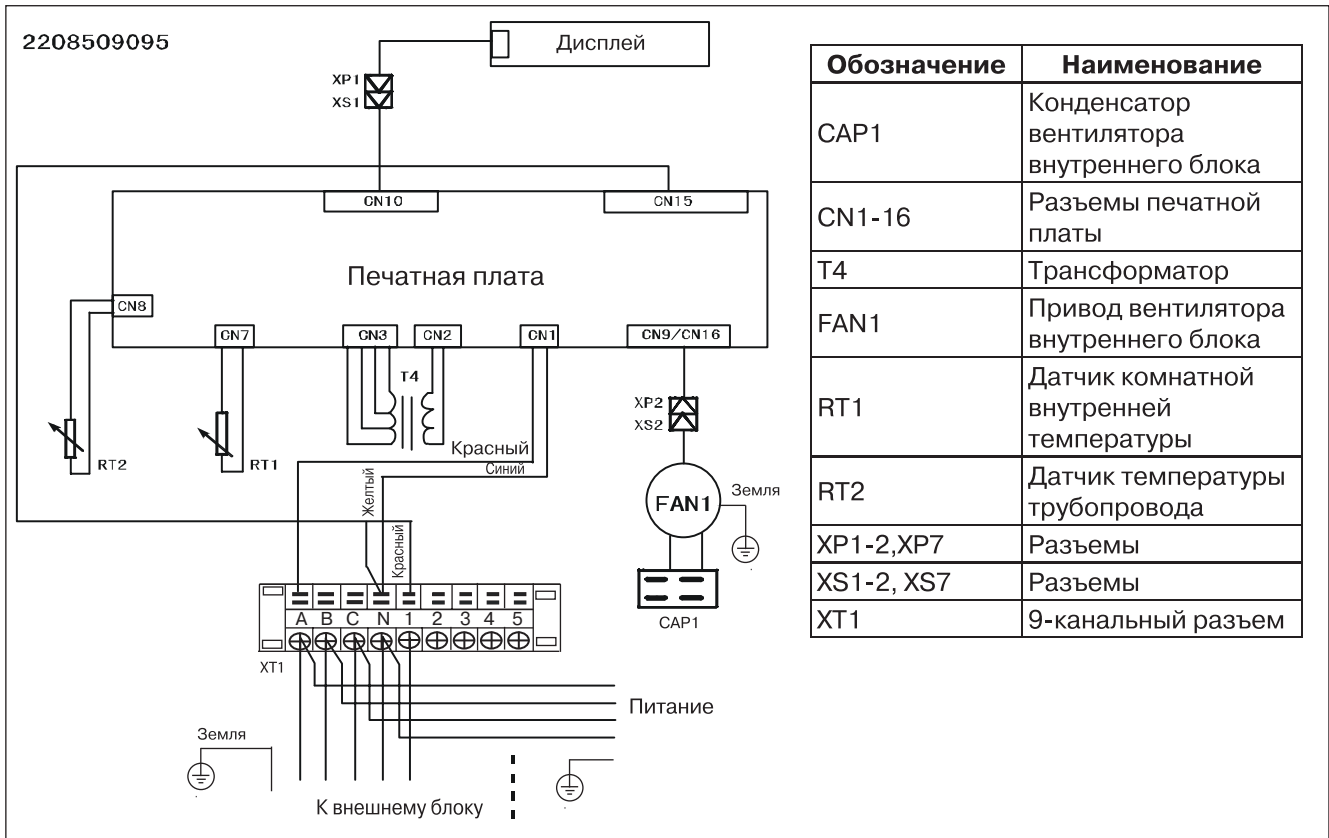 2208509095
Дисплей
XP1
XS1
CN10
CN15
Печатная плата
CN8
CN7
CN3
CN2
CN1
CN9/CN16
T4
XP2
XS2
RT2
RT1
Красный
Синий
Желтый
Красный
FAN1
Земля
CAP1
A B C N 1 2 3 4 5
XT1
Питание
Земля
К внешнему блоку
Обозначение Наименование
CAP1
Конденсатор
вентилятора
внутреннего блока
CN1-16
Разъемы печатной
платы
T4 Трансформатор
FAN1
Привод вентилятора
внутреннего блока
RT1
Датчик комнатной
внутренней
температуры
RT2
Датчик температуры
трубопровода
XP1-2,XP7 Разъемы
XS1-2, XS7 Разъемы
XT1 9-канальный разъем